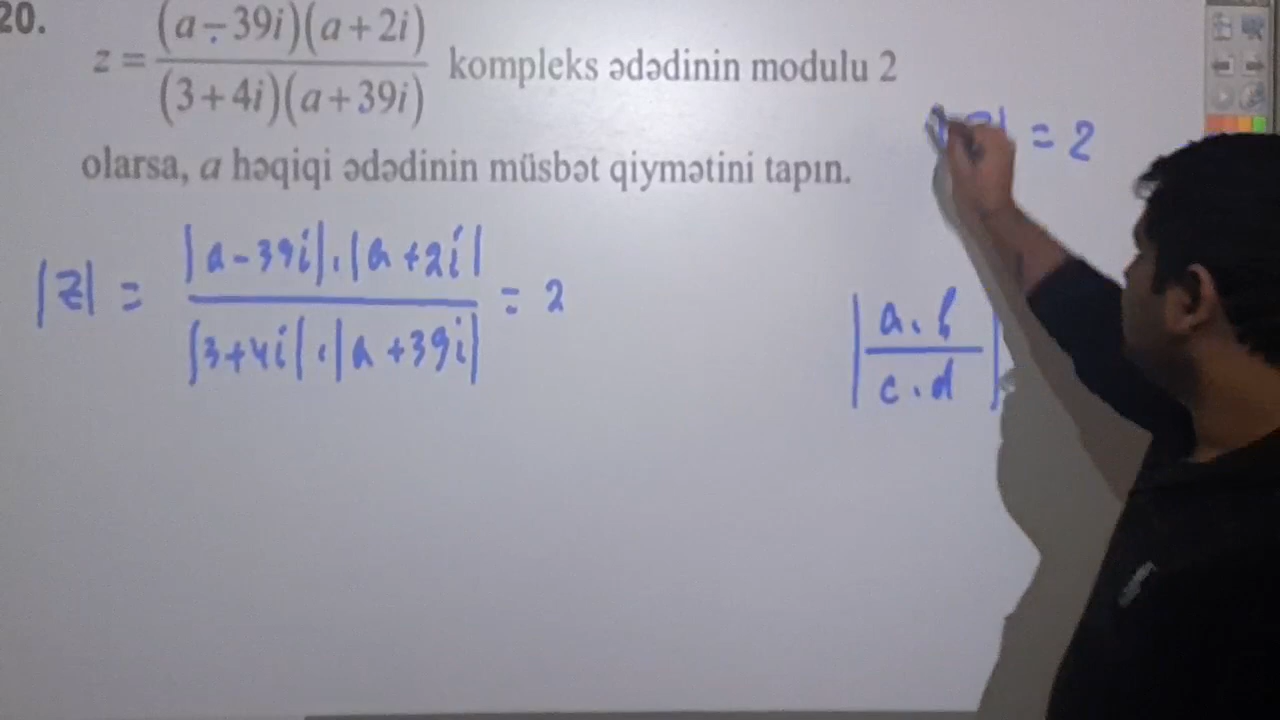 20.
z = (a - 39i)(a + 2i) / (3 + 4i)(a + 39i) kompleks ədədinin modulu 2
olarsa, a həqiqi ədədinin müsbət qiymətini tapın.
= 2
|z| = |a - 39i| . |a + 2i| / |3 + 4i| . |a + 39i| = 2
|a . b / c . d|